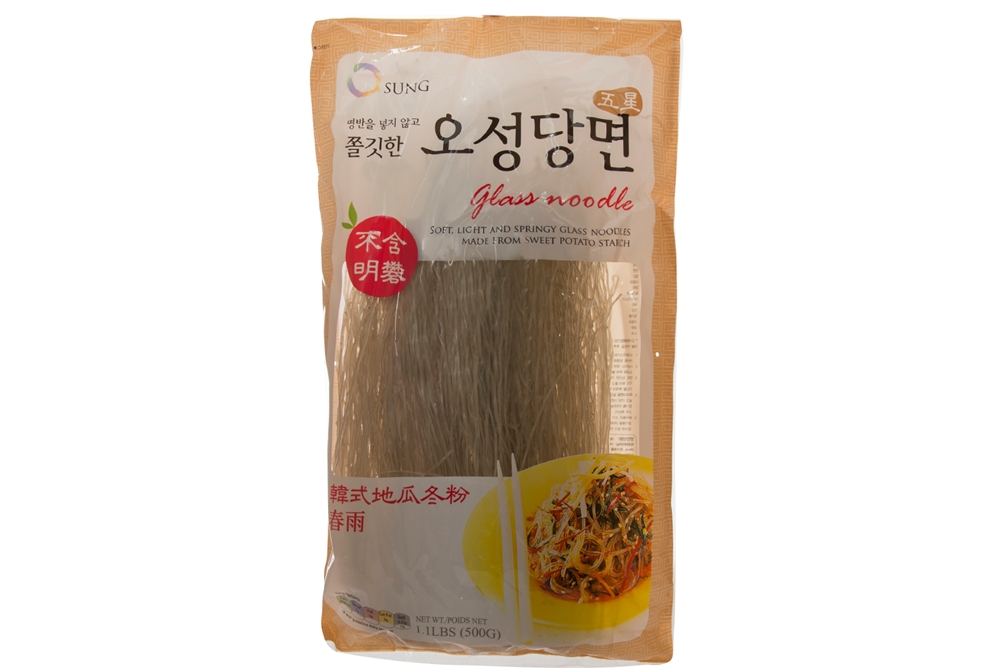 SUNG
명반을 넣지 않고
쫄깃한
오성당면
五星
Glass noodle
SOFT, LIGHT AND SPRINGY GLASS NOODLES
MADE FROM SWEET POTATO STARCH
不含
明礬
韓式地瓜冬粉
春雨
NET WT./POIDS NET
1.1LBS (500G)